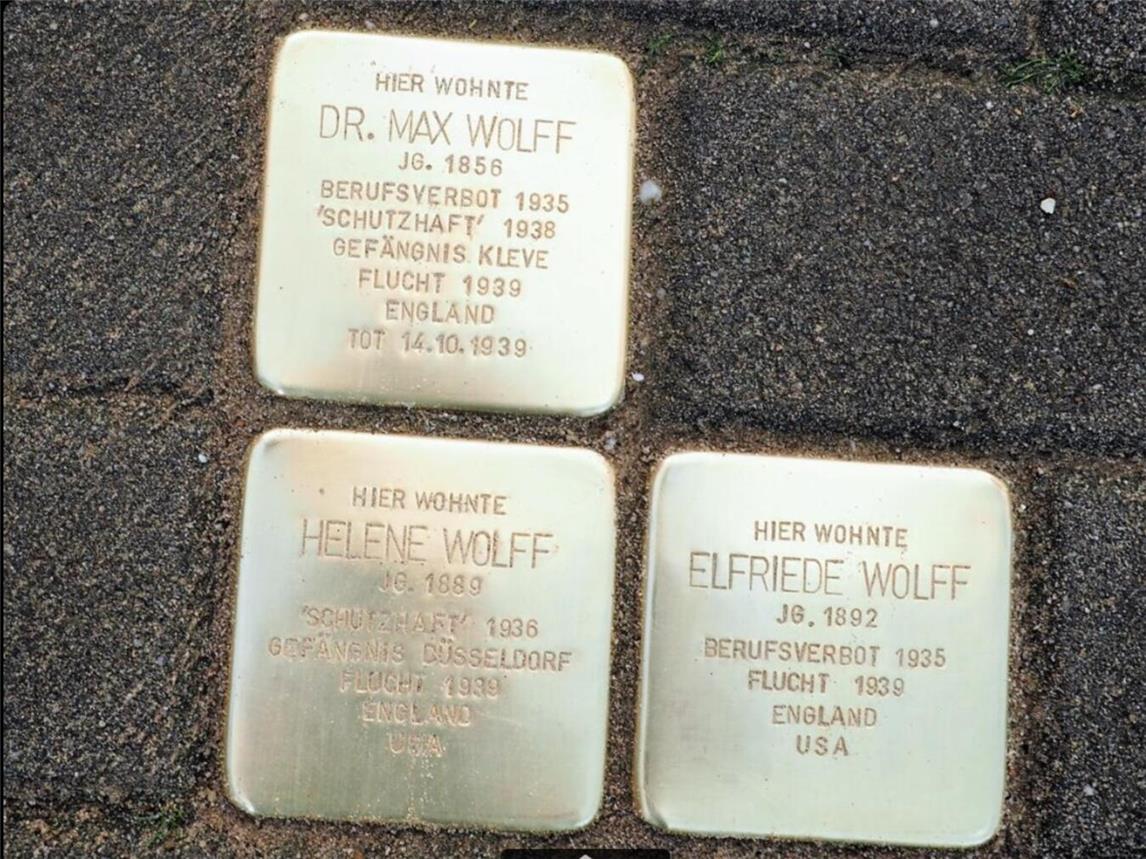 HIER WOHNTE
DR. MAX WOLFF
JG. 1856
BERUFSVERBOT 1935
'SCHUTZHAFT' 1938
GEFÄNGNIS KLEVE
FLUCHT 1939
ENGLAND
TOT 14.10.1939
HIER WOHNTE
HELENE WOLFF
JG. 1889
'SCHUTZHAFT' 1936
GEFÄNGNIS DÜSSELDORF
FLUCHT 1939
ENGLAND
USA
HIER WOHNTE
ELFRIEDE WOLFF
JG. 1892
BERUFSVERBOT 1935
FLUCHT 1939
ENGLAND
USA